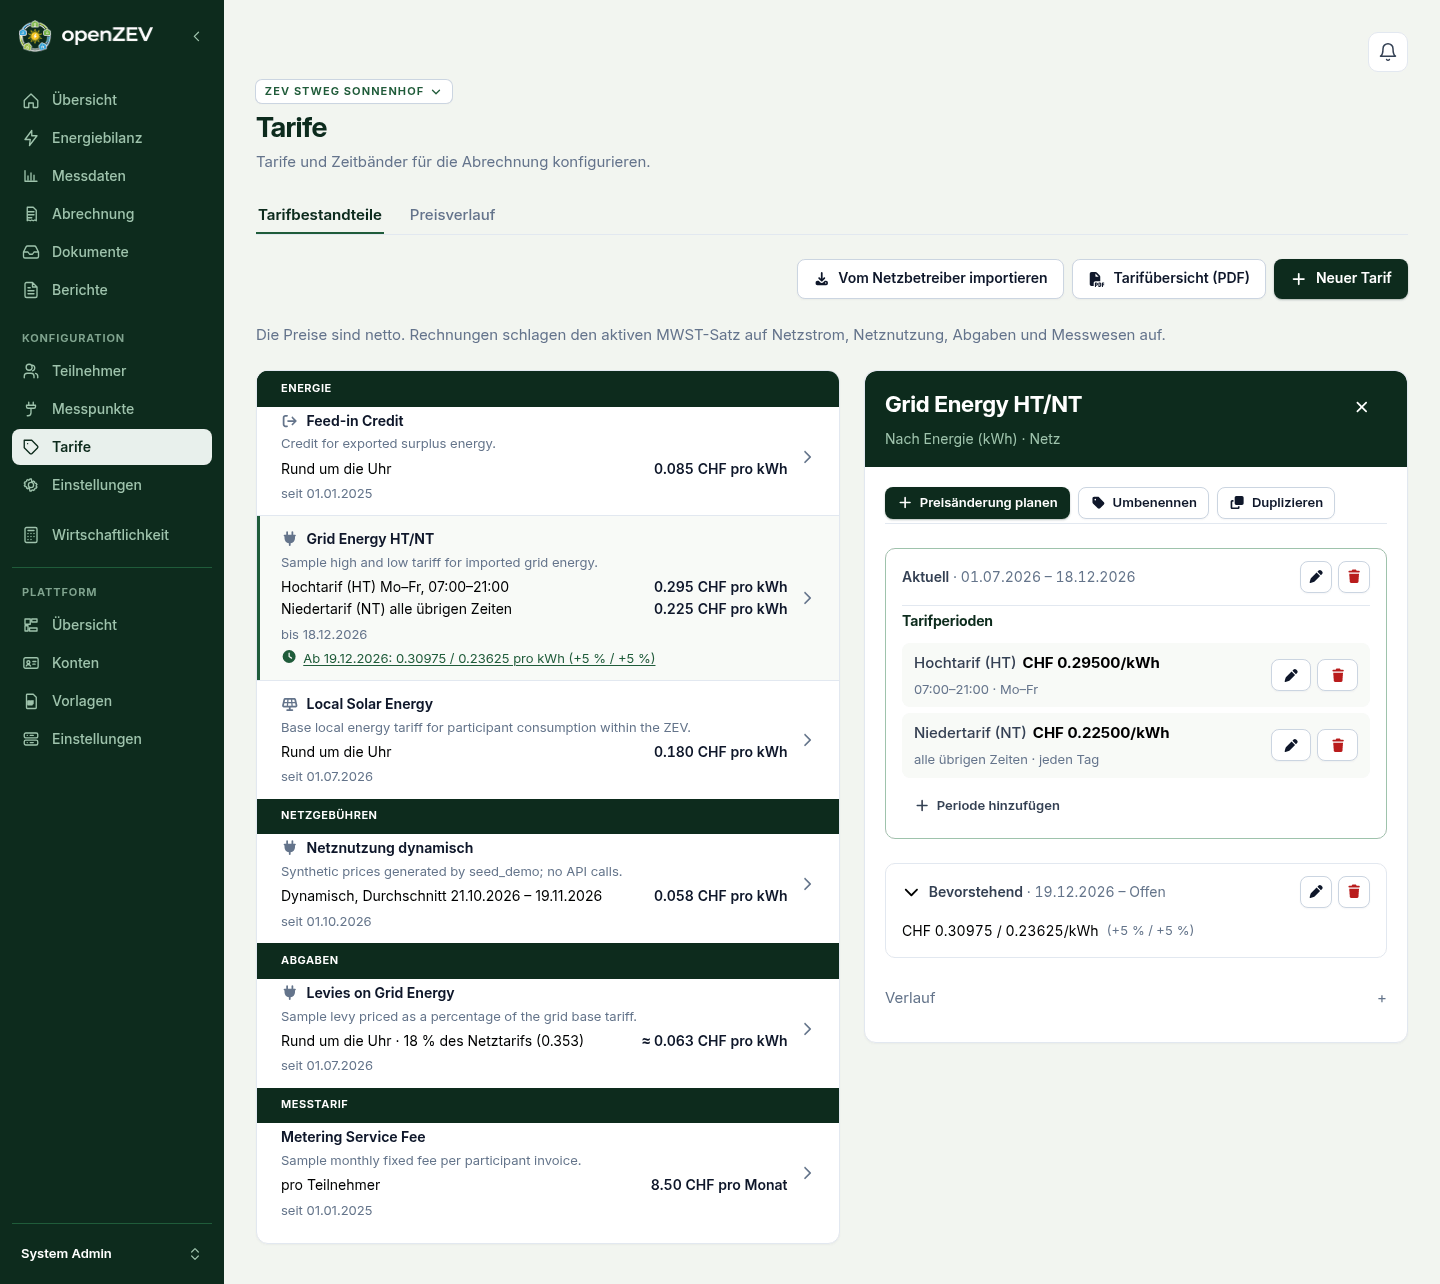 openZEV
Übersicht
Energiebilanz
Messdaten
Abrechnung
Dokumente
Berichte
KONFIGURATION
Teilnehmer
Messpunkte
Tarife
Einstellungen
Wirtschaftlichkeit
PLATTFORM
Übersicht
Konten
Vorlagen
Einstellungen
System Admin
ZEV STWEG SONNENHOF
Tarife
Tarife und Zeitbänder für die Abrechnung konfigurieren.
Tarifbestandteile Preisverlauf
Vom Netzbetreiber importieren Tarifübersicht (PDF) + Neuer Tarif
Die Preise sind netto. Rechnungen schlagen den aktiven MWST-Satz auf Netzstrom, Netznutzung, Abgaben und Messwesen auf.
ENERGIE
Feed-in Credit
Credit for exported surplus energy.
Rund um die Uhr 0.085 CHF pro kWh
seit 01.01.2025
Grid Energy HT/NT
Sample high and low tariff for imported grid energy.
Hochtarif (HT) Mo–Fr, 07:00–21:00 0.295 CHF pro kWh
Niedertarif (NT) alle übrigen Zeiten 0.225 CHF pro kWh
bis 18.12.2026
Ab 19.12.2026: 0.30975 / 0.23625 pro kWh (+5 % / +5 %)
Local Solar Energy
Base local energy tariff for participant consumption within the ZEV.
Rund um die Uhr 0.180 CHF pro kWh
seit 01.07.2026
NETZGEBÜHREN
Netznutzung dynamisch
Synthetic prices generated by seed_demo; no API calls.
Dynamisch, Durchschnitt 21.10.2026 – 19.11.2026 0.058 CHF pro kWh
seit 01.10.2026
ABGABEN
Levies on Grid Energy
Sample levy priced as a percentage of the grid base tariff.
Rund um die Uhr · 18 % des Netztarifs (0.353) ≈ 0.063 CHF pro kWh
seit 01.07.2026
MESSTARIF
Metering Service Fee
Sample monthly fixed fee per participant invoice.
pro Teilnehmer 8.50 CHF pro Monat
seit 01.01.2025
Grid Energy HT/NT
Nach Energie (kWh) · Netz
+ Preisänderung planen Umbenennen Duplizieren
Aktuell · 01.07.2026 – 18.12.2026
Tarifperioden
Hochtarif (HT) CHF 0.29500/kWh
07:00–21:00 · Mo–Fr
Niedertarif (NT) CHF 0.22500/kWh
alle übrigen Zeiten · jeden Tag
+ Periode hinzufügen
Bevorstehend · 19.12.2026 – Offen
CHF 0.30975 / 0.23625/kWh (+5 % / +5 %)
Verlauf +